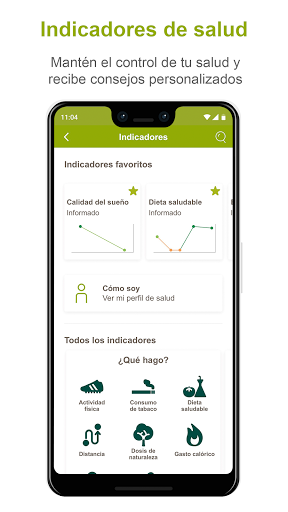 Indicadores de salud
Mantén el control de tu salud y
recibe consejos personalizados
11:04
Indicadores
Indicadores favoritos
Calidad del sueño
Informado
Dieta saludable
Informado
Cómo soy
Ver mi perfil de salud
Todos los indicadores
¿Qué hago?
Actividad
física
Consumo
de tabaco
Dieta
saludable
Distancia
Dosis de
naturaleza
Gasto calórico